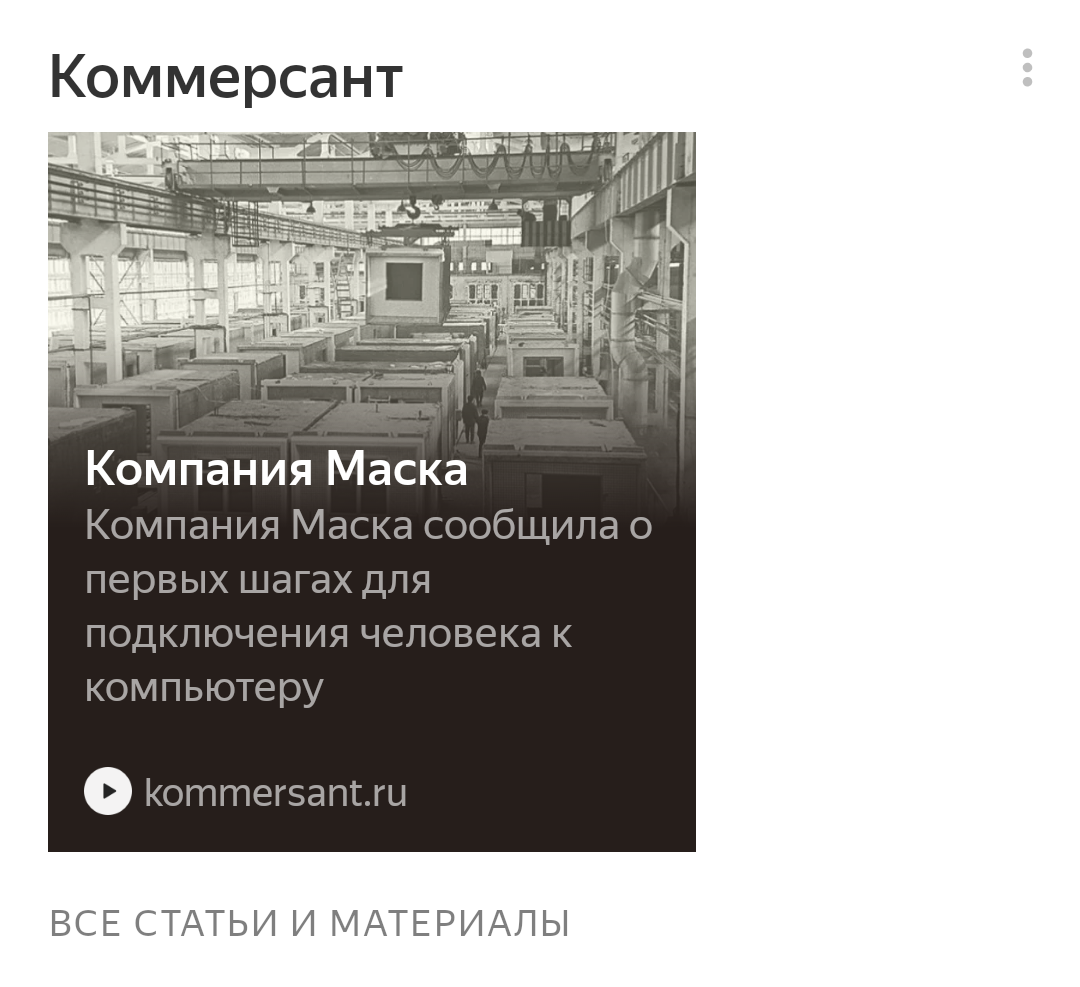 Коммерсант
Компания Маска
Компания Маска сообщила о
первых шагах для
подключения человека к
компьютеру
kommersant.ru
ВСЕ СТАТЬИ И МАТЕРИАЛЫ